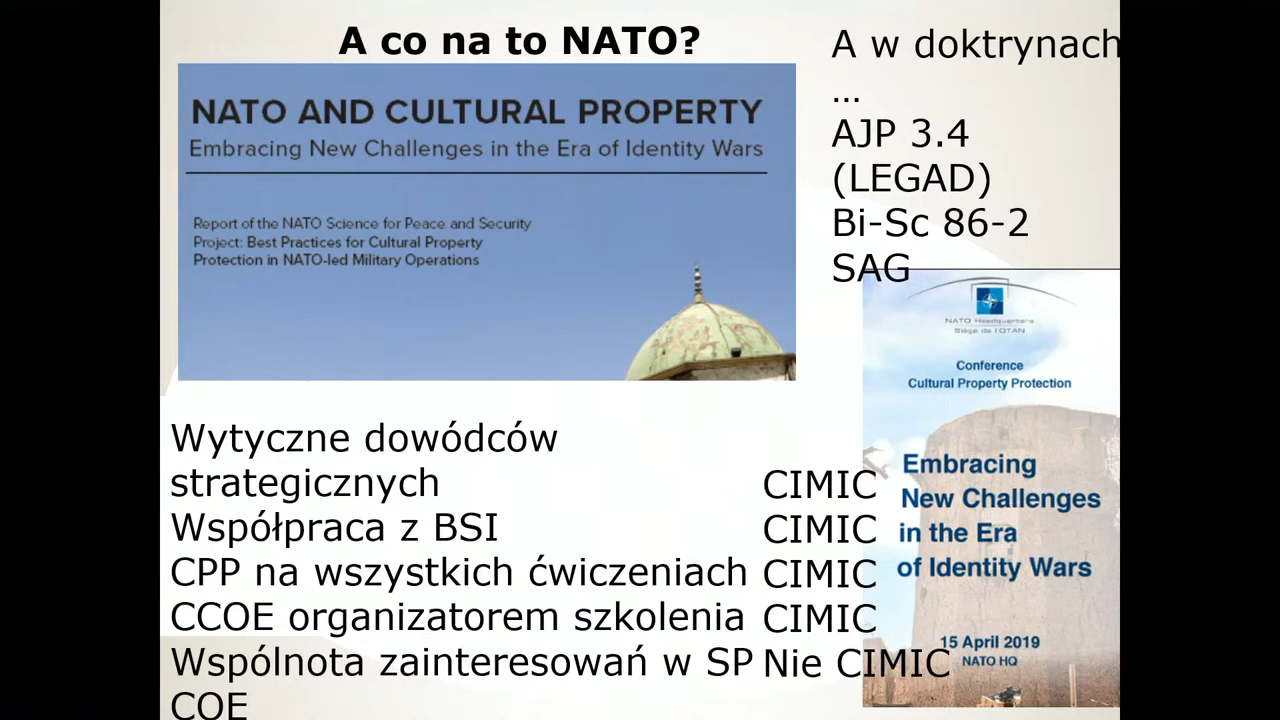 A co na to NATO?
NATO AND CULTURAL PROPERTY
Embracing New Challenges in the Era of Identity Wars
Report of the NATO Science for Peace and Security
Project: Best Practices for Cultural Property
Protection in NATO-led Military Operations
A w doktrynach
...
AJP 3.4
(LEGAD)
Bi-Sc 86-2
SAG
NATO Headquarters
Siège de l'OTAN
Conference
Cultural Property Protection
Embracing
New Challenges
in the Era
of Identity Wars
15 April 2019
NATO HQ
Wytyczne dowódców
strategicznych
Współpraca z BSI
CPP na wszystkich ćwiczeniach
CCOE organizatorem szkolenia
Wspólnota zainteresowań w SP
COE
CIMIC
CIMIC
CIMIC
CIMIC
Nie CIMIC